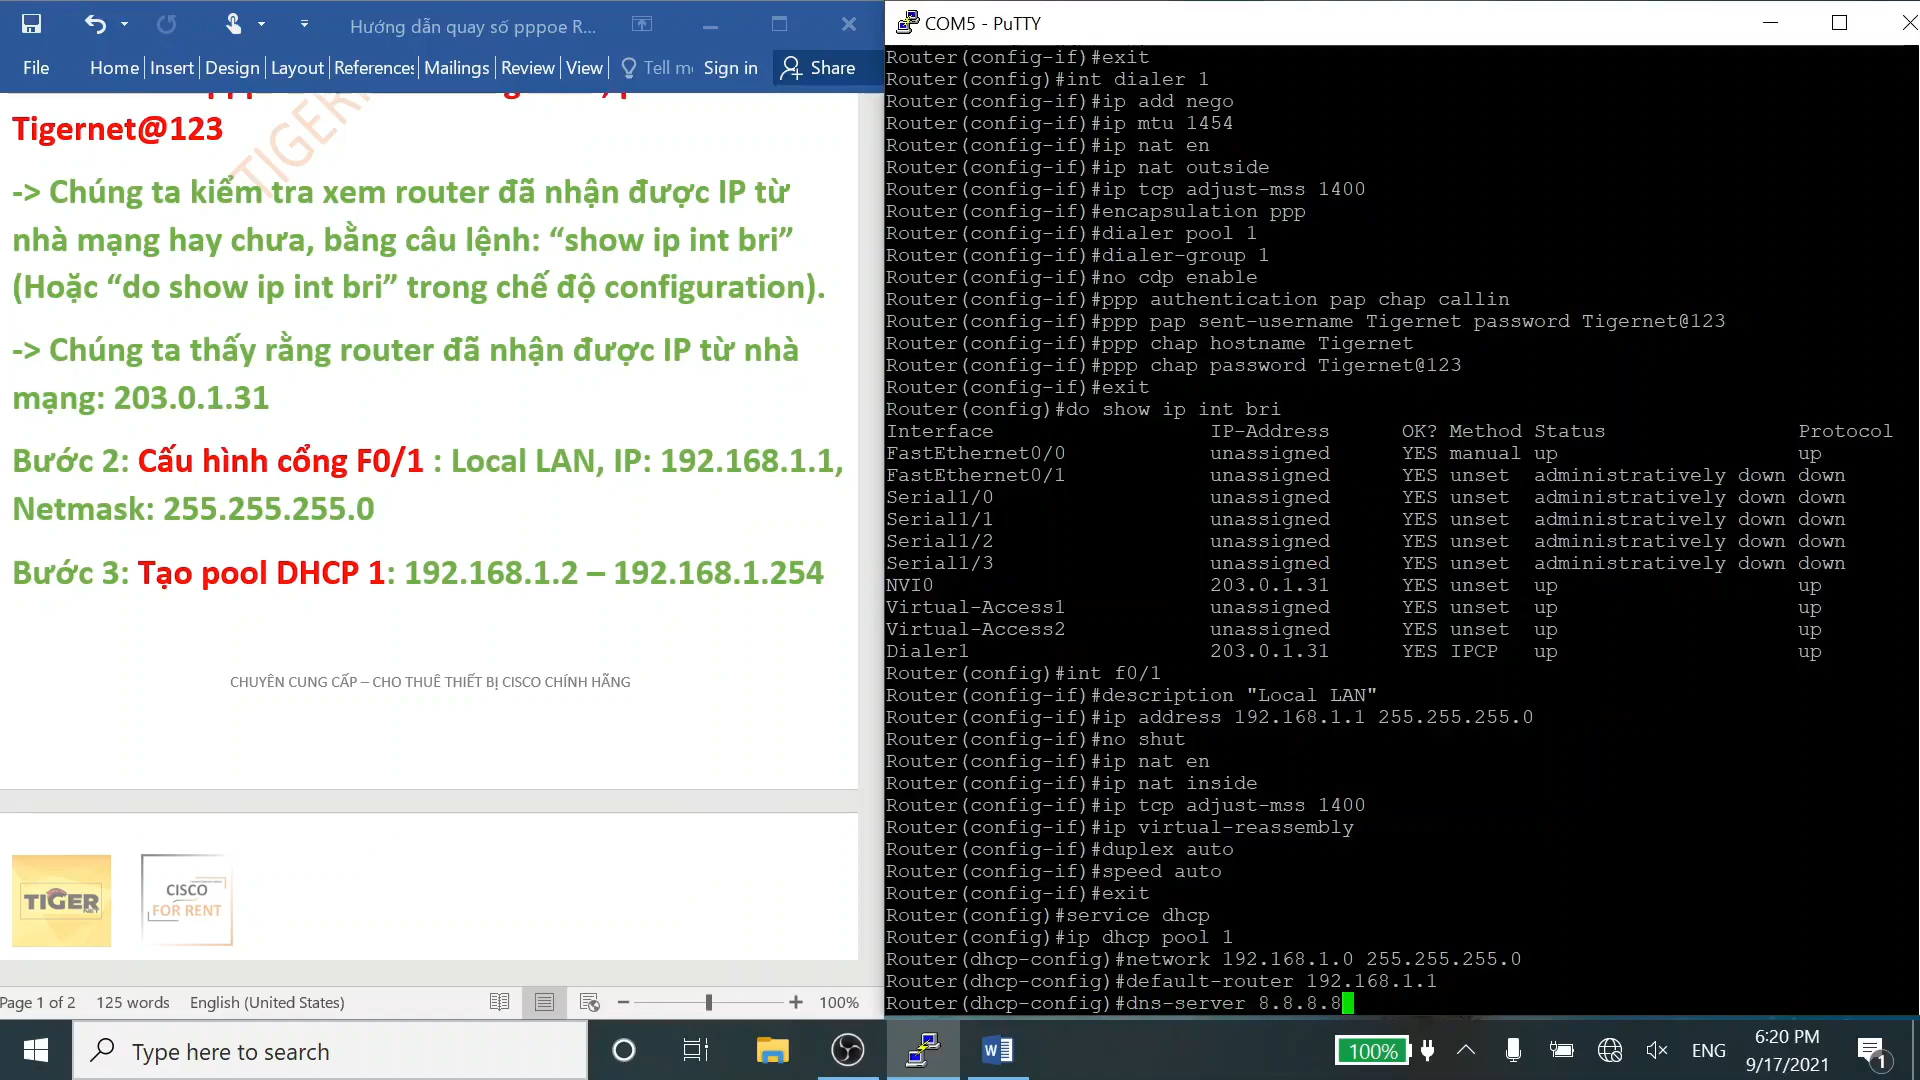 Hướng dẫn quay số pppoe R...
File Home Insert Design Layout References Mailings Review View Tell me Sign in Share
Tigernet@123
-> Chúng ta kiểm tra xem router đã nhận được IP từ
nhà mạng hay chưa, bằng câu lệnh: “show ip int bri”
(Hoặc “do show ip int bri” trong chế độ configuration).
-> Chúng ta thấy rằng router đã nhận được IP từ nhà
mạng: 203.0.1.31
Bước 2: Cấu hình cổng F0/1 : Local LAN, IP: 192.168.1.1,
Netmask: 255.255.255.0
Bước 3: Tạo pool DHCP 1: 192.168.1.2 – 192.168.1.254
CHUYÊN CUNG CẤP – CHO THUÊ THIẾT BỊ CISCO CHÍNH HÃNG
TIGER
NET
CISCO
FOR RENT
Page 1 of 2 125 words English (United States) 100%
COM5 - PuTTY
Router(config-if)#exit
Router(config)#int dialer 1
Router(config-if)#ip add nego
Router(config-if)#ip mtu 1454
Router(config-if)#ip nat en
Router(config-if)#ip nat outside
Router(config-if)#ip tcp adjust-mss 1400
Router(config-if)#encapsulation ppp
Router(config-if)#dialer pool 1
Router(config-if)#dialer-group 1
Router(config-if)#no cdp enable
Router(config-if)#ppp authentication pap chap callin
Router(config-if)#ppp pap sent-username Tigernet password Tigernet@123
Router(config-if)#ppp chap hostname Tigernet
Router(config-if)#ppp chap password Tigernet@123
Router(config-if)#exit
Router(config)#do show ip int bri
Interface IP-Address OK? Method Status Protocol
FastEthernet0/0 unassigned YES manual up up
FastEthernet0/1 unassigned YES unset administratively down down
Serial1/0 unassigned YES unset administratively down down
Serial1/1 unassigned YES unset administratively down down
Serial1/2 unassigned YES unset administratively down down
Serial1/3 unassigned YES unset administratively down down
NVI0 203.0.1.31 YES unset up up
Virtual-Access1 unassigned YES unset up up
Virtual-Access2 unassigned YES unset up up
Dialer1 203.0.1.31 YES IPCP up up
Router(config)#int f0/1
Router(config-if)#description "Local LAN"
Router(config-if)#ip address 192.168.1.1 255.255.255.0
Router(config-if)#no shut
Router(config-if)#ip nat en
Router(config-if)#ip nat inside
Router(config-if)#ip tcp adjust-mss 1400
Router(config-if)#ip virtual-reassembly
Router(config-if)#duplex auto
Router(config-if)#speed auto
Router(config-if)#exit
Router(config)#service dhcp
Router(config)#ip dhcp pool 1
Router(dhcp-config)#network 192.168.1.0 255.255.255.0
Router(dhcp-config)#default-router 192.168.1.1
Router(dhcp-config)#dns-server 8.8.8.8
Type here to search
100%
ENG
6:20 PM
9/17/2021
1